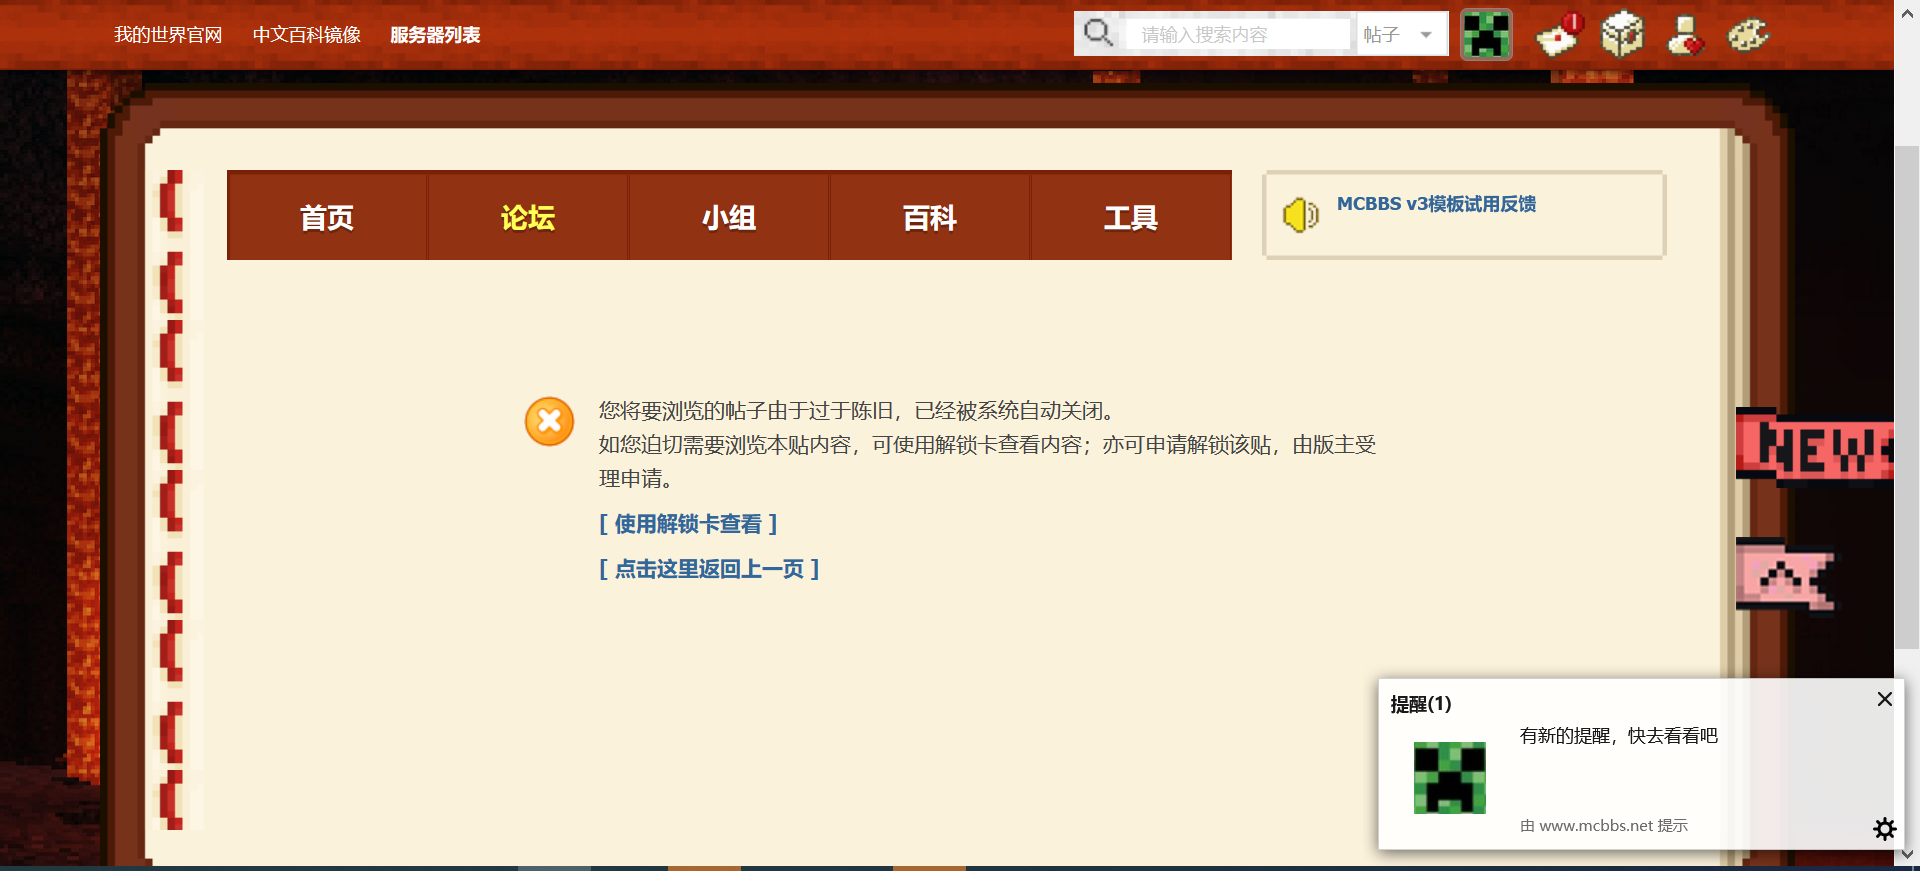 我的世界官网
中文百科镜像
服务器列表
请输入搜索内容
帖子
首页
论坛
小组
百科
工具
MCBBS v3模板试用反馈
您将要浏览的帖子由于过于陈旧，已经被系统自动关闭。
如您迫切需要浏览本贴内容，可使用解锁卡查看内容；亦可申请解锁该贴，由版主受
理申请。
[ 使用解锁卡查看 ]
[ 点击这里返回上一页 ]
NEW
提醒(1)
有新的提醒，快去看看吧
由 www.mcbbs.net 提示